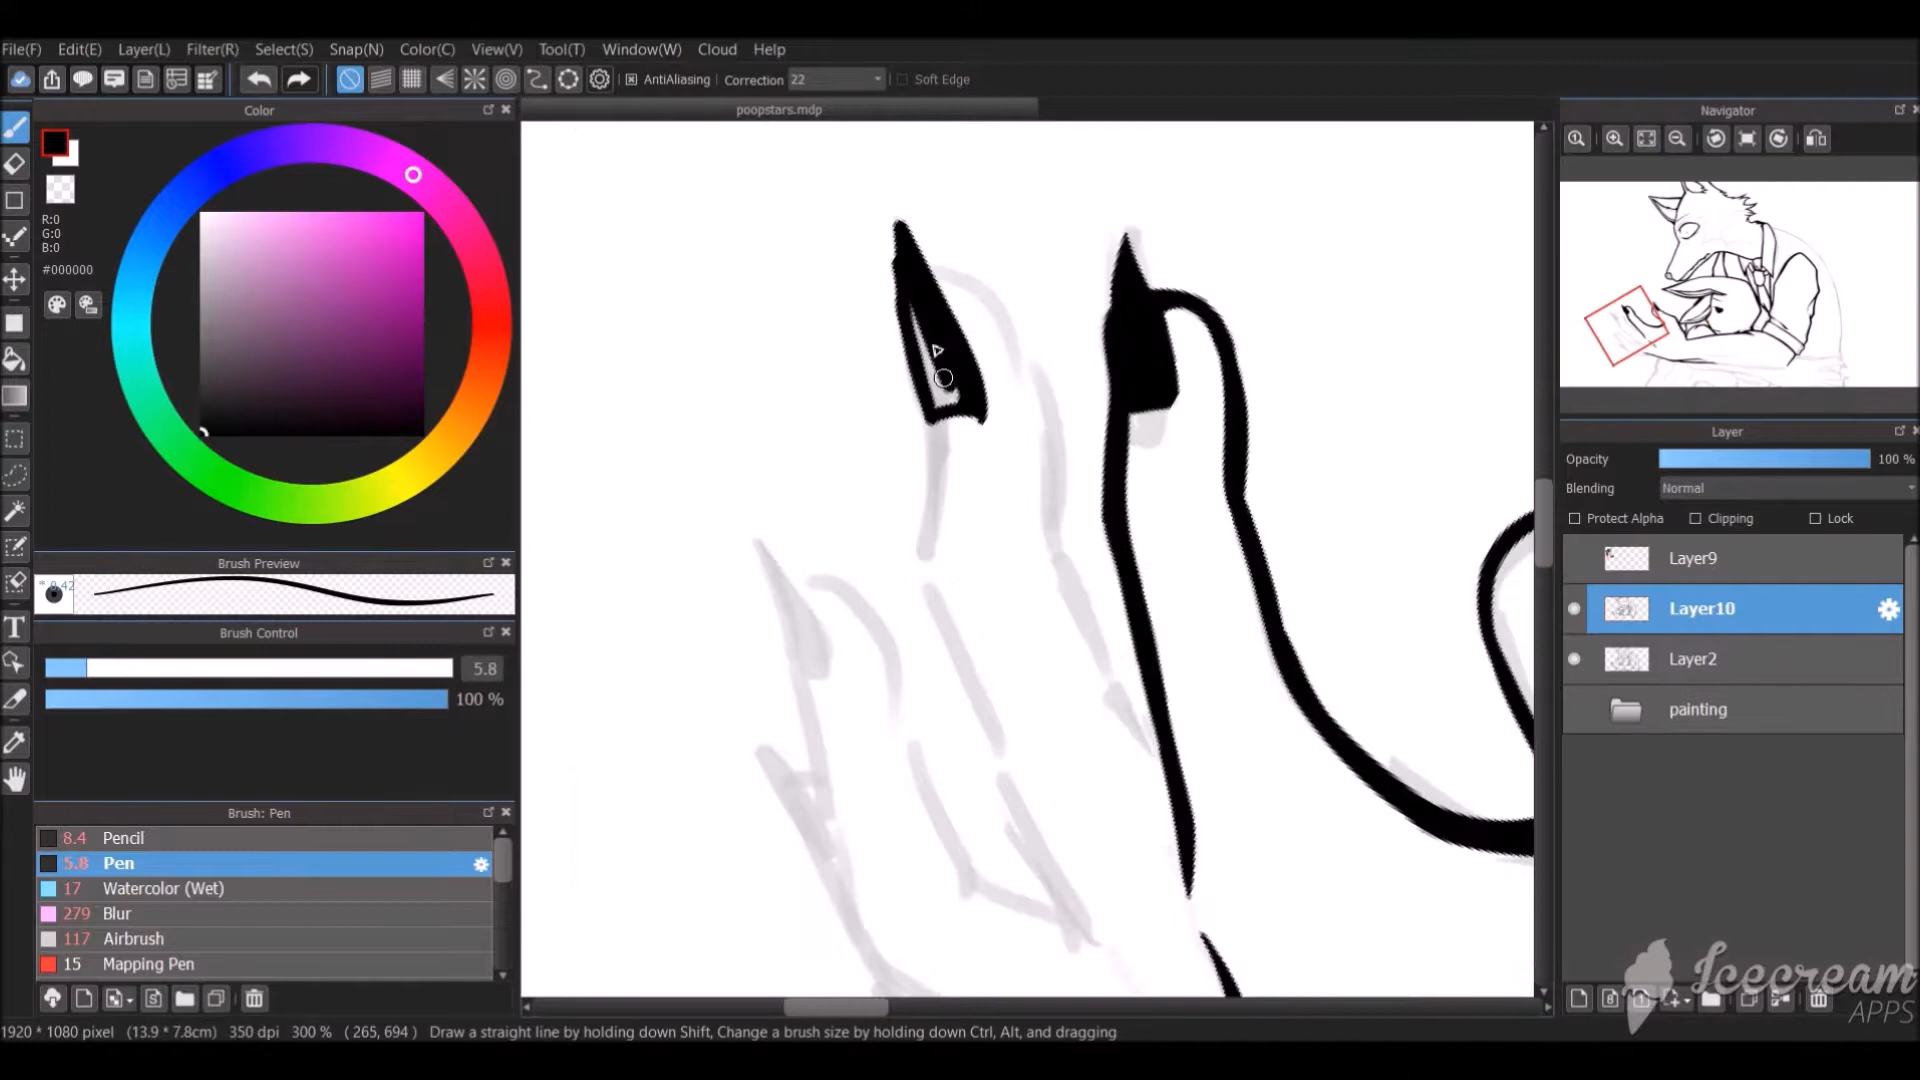 File(F) Edit(E) Layer(L) Filter(R) Select(S) Snap(N) Color(C) View(V) Tool(T) Window(W) Cloud Help
AntiAliasing Correction 22 Soft Edge
Color
poopstars.mdp
Navigator
R:0
G:0
B:0
#000000
Brush Preview
* 0.42
Brush Control
5.8
100 %
Brush: Pen
8.4 Pencil
5.8 Pen
17 Watercolor (Wet)
279 Blur
117 Airbrush
15 Mapping Pen
Layer
Opacity 100 %
Blending Normal
Protect Alpha Clipping Lock
Layer9
Layer10
Layer2
painting
Icecream
APPS
1920 * 1080 pixel (13.9 * 7.8cm) 350 dpi 300 % ( 265, 694 ) Draw a straight line by holding down Shift, Change a brush size by holding down Ctrl, Alt, and dragging